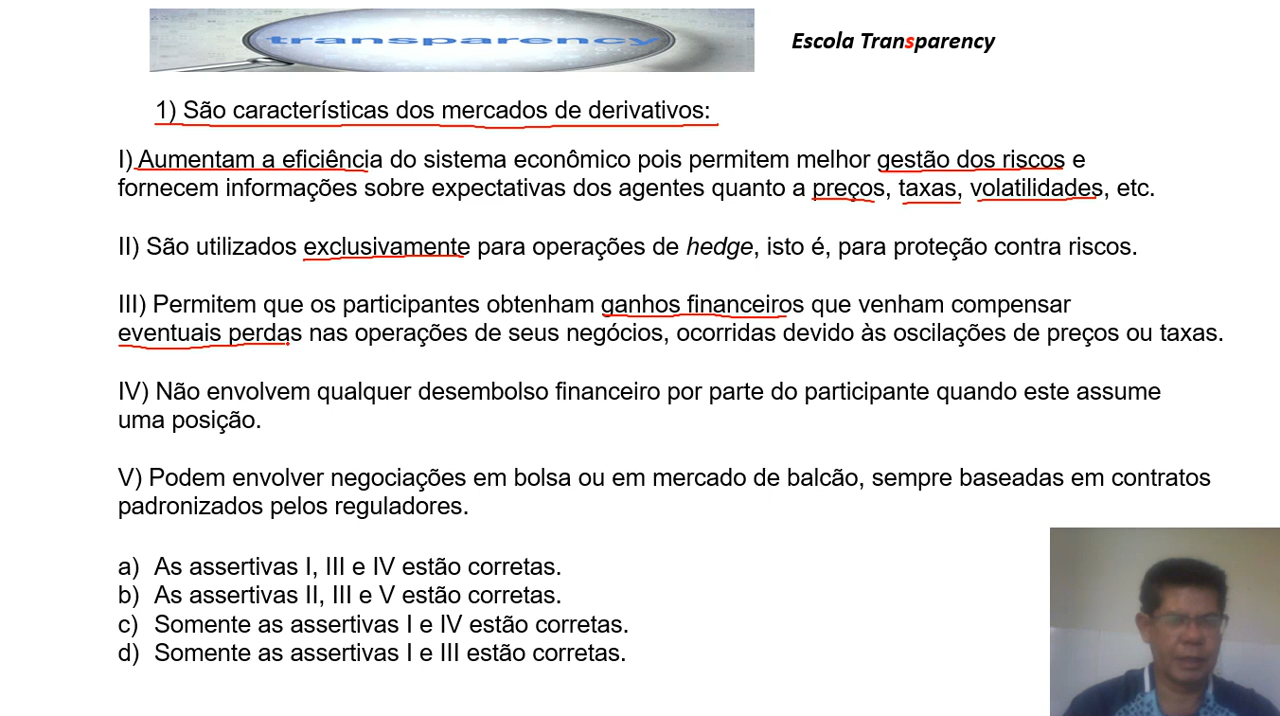 transparency
Escola Transparency
1) São características dos mercados de derivativos:
I) Aumentam a eficiência do sistema econômico pois permitem melhor gestão dos riscos e
fornecem informações sobre expectativas dos agentes quanto a preços, taxas, volatilidades, etc.
II) São utilizados exclusivamente para operações de hedge, isto é, para proteção contra riscos.
III) Permitem que os participantes obtenham ganhos financeiros que venham compensar
eventuais perdas nas operações de seus negócios, ocorridas devido às oscilações de preços ou taxas.
IV) Não envolvem qualquer desembolso financeiro por parte do participante quando este assume
uma posição.
V) Podem envolver negociações em bolsa ou em mercado de balcão, sempre baseadas em contratos
padronizados pelos reguladores.
a) As assertivas I, III e IV estão corretas.
b) As assertivas II, III e V estão corretas.
c) Somente as assertivas I e IV estão corretas.
d) Somente as assertivas I e III estão corretas.